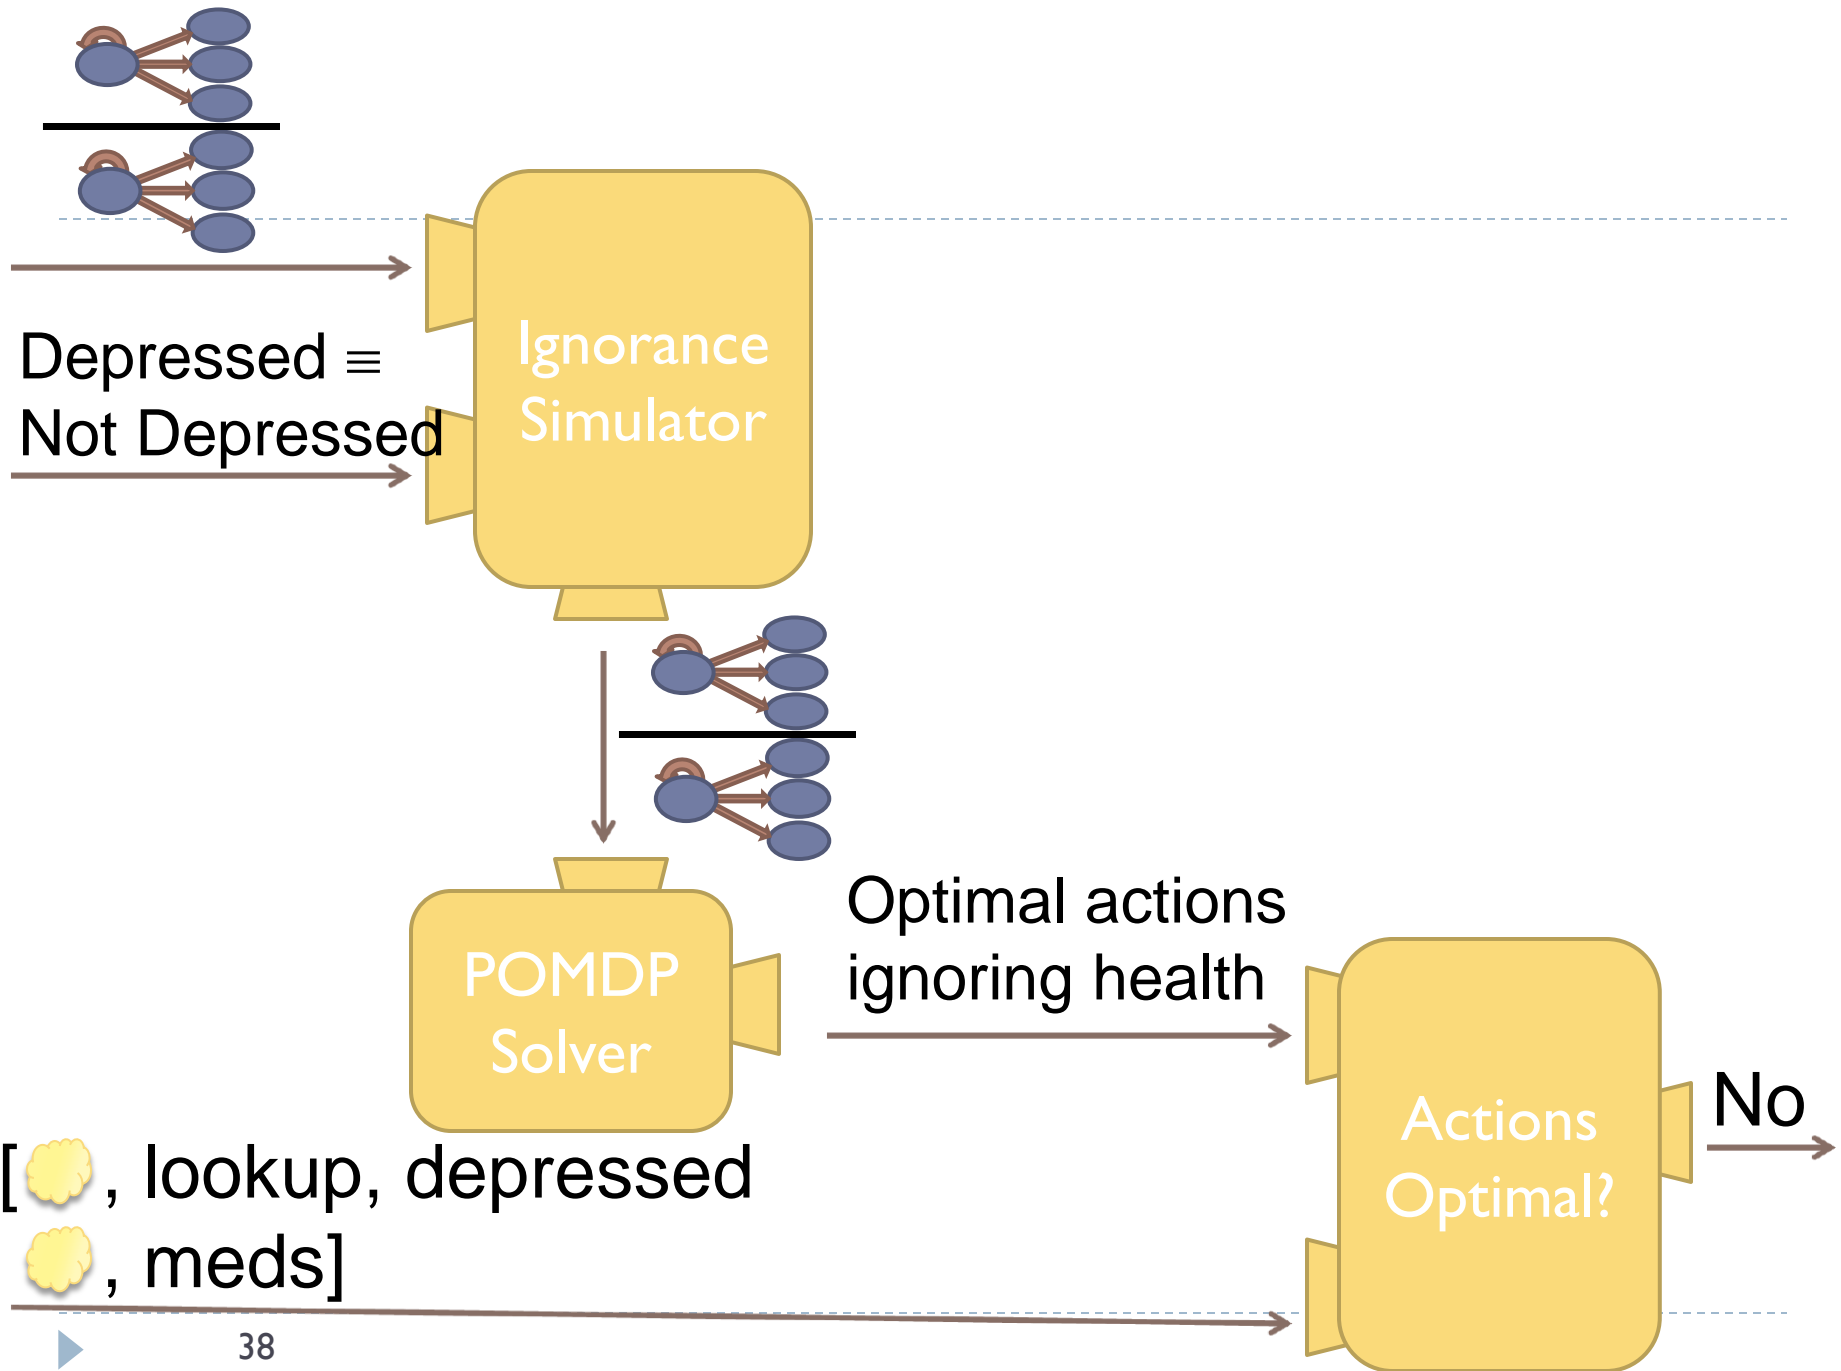 Depressed ≡
Not Depressed
Ignorance
Simulator
Optimal actions
ignoring health
POMDP
Solver
Actions
Optimal?
No
[ , lookup, depressed
, meds]
38